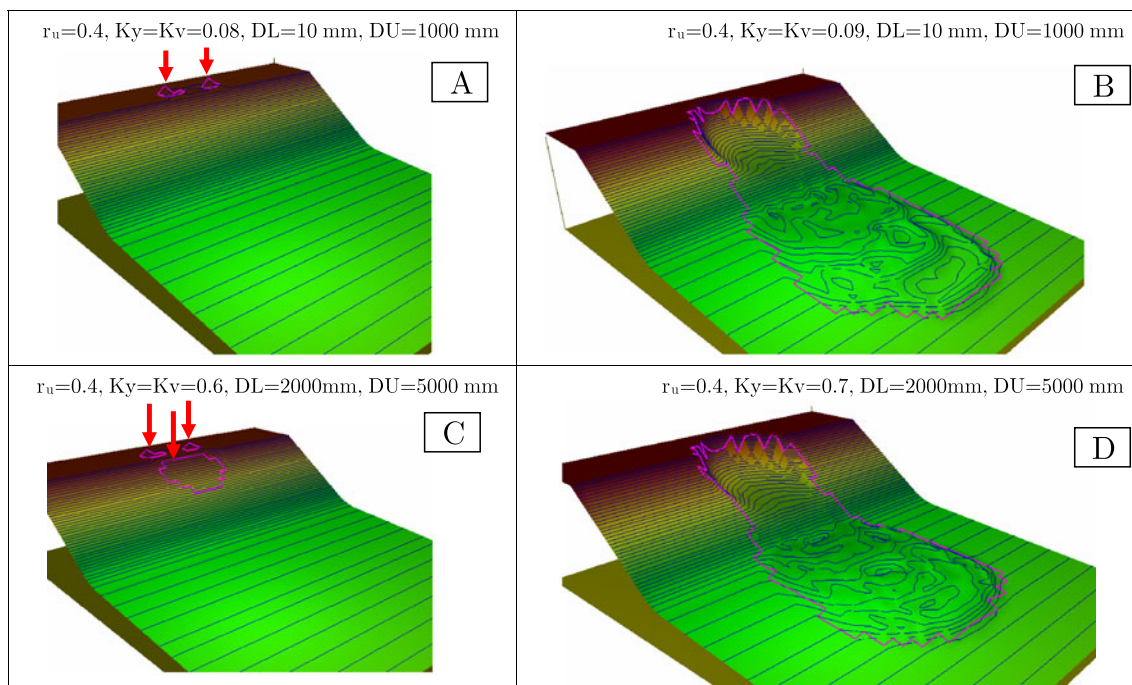 rᵤ=0.4, Ky=Kv=0.08, DL=10 mm, DU=1000 mm
A
rᵤ=0.4, Ky=Kv=0.09, DL=10 mm, DU=1000 mm
B
rᵤ=0.4, Ky=Kv=0.6, DL=2000mm, DU=5000 mm
C
rᵤ=0.4, Ky=Kv=0.7, DL=2000mm, DU=5000 mm
D